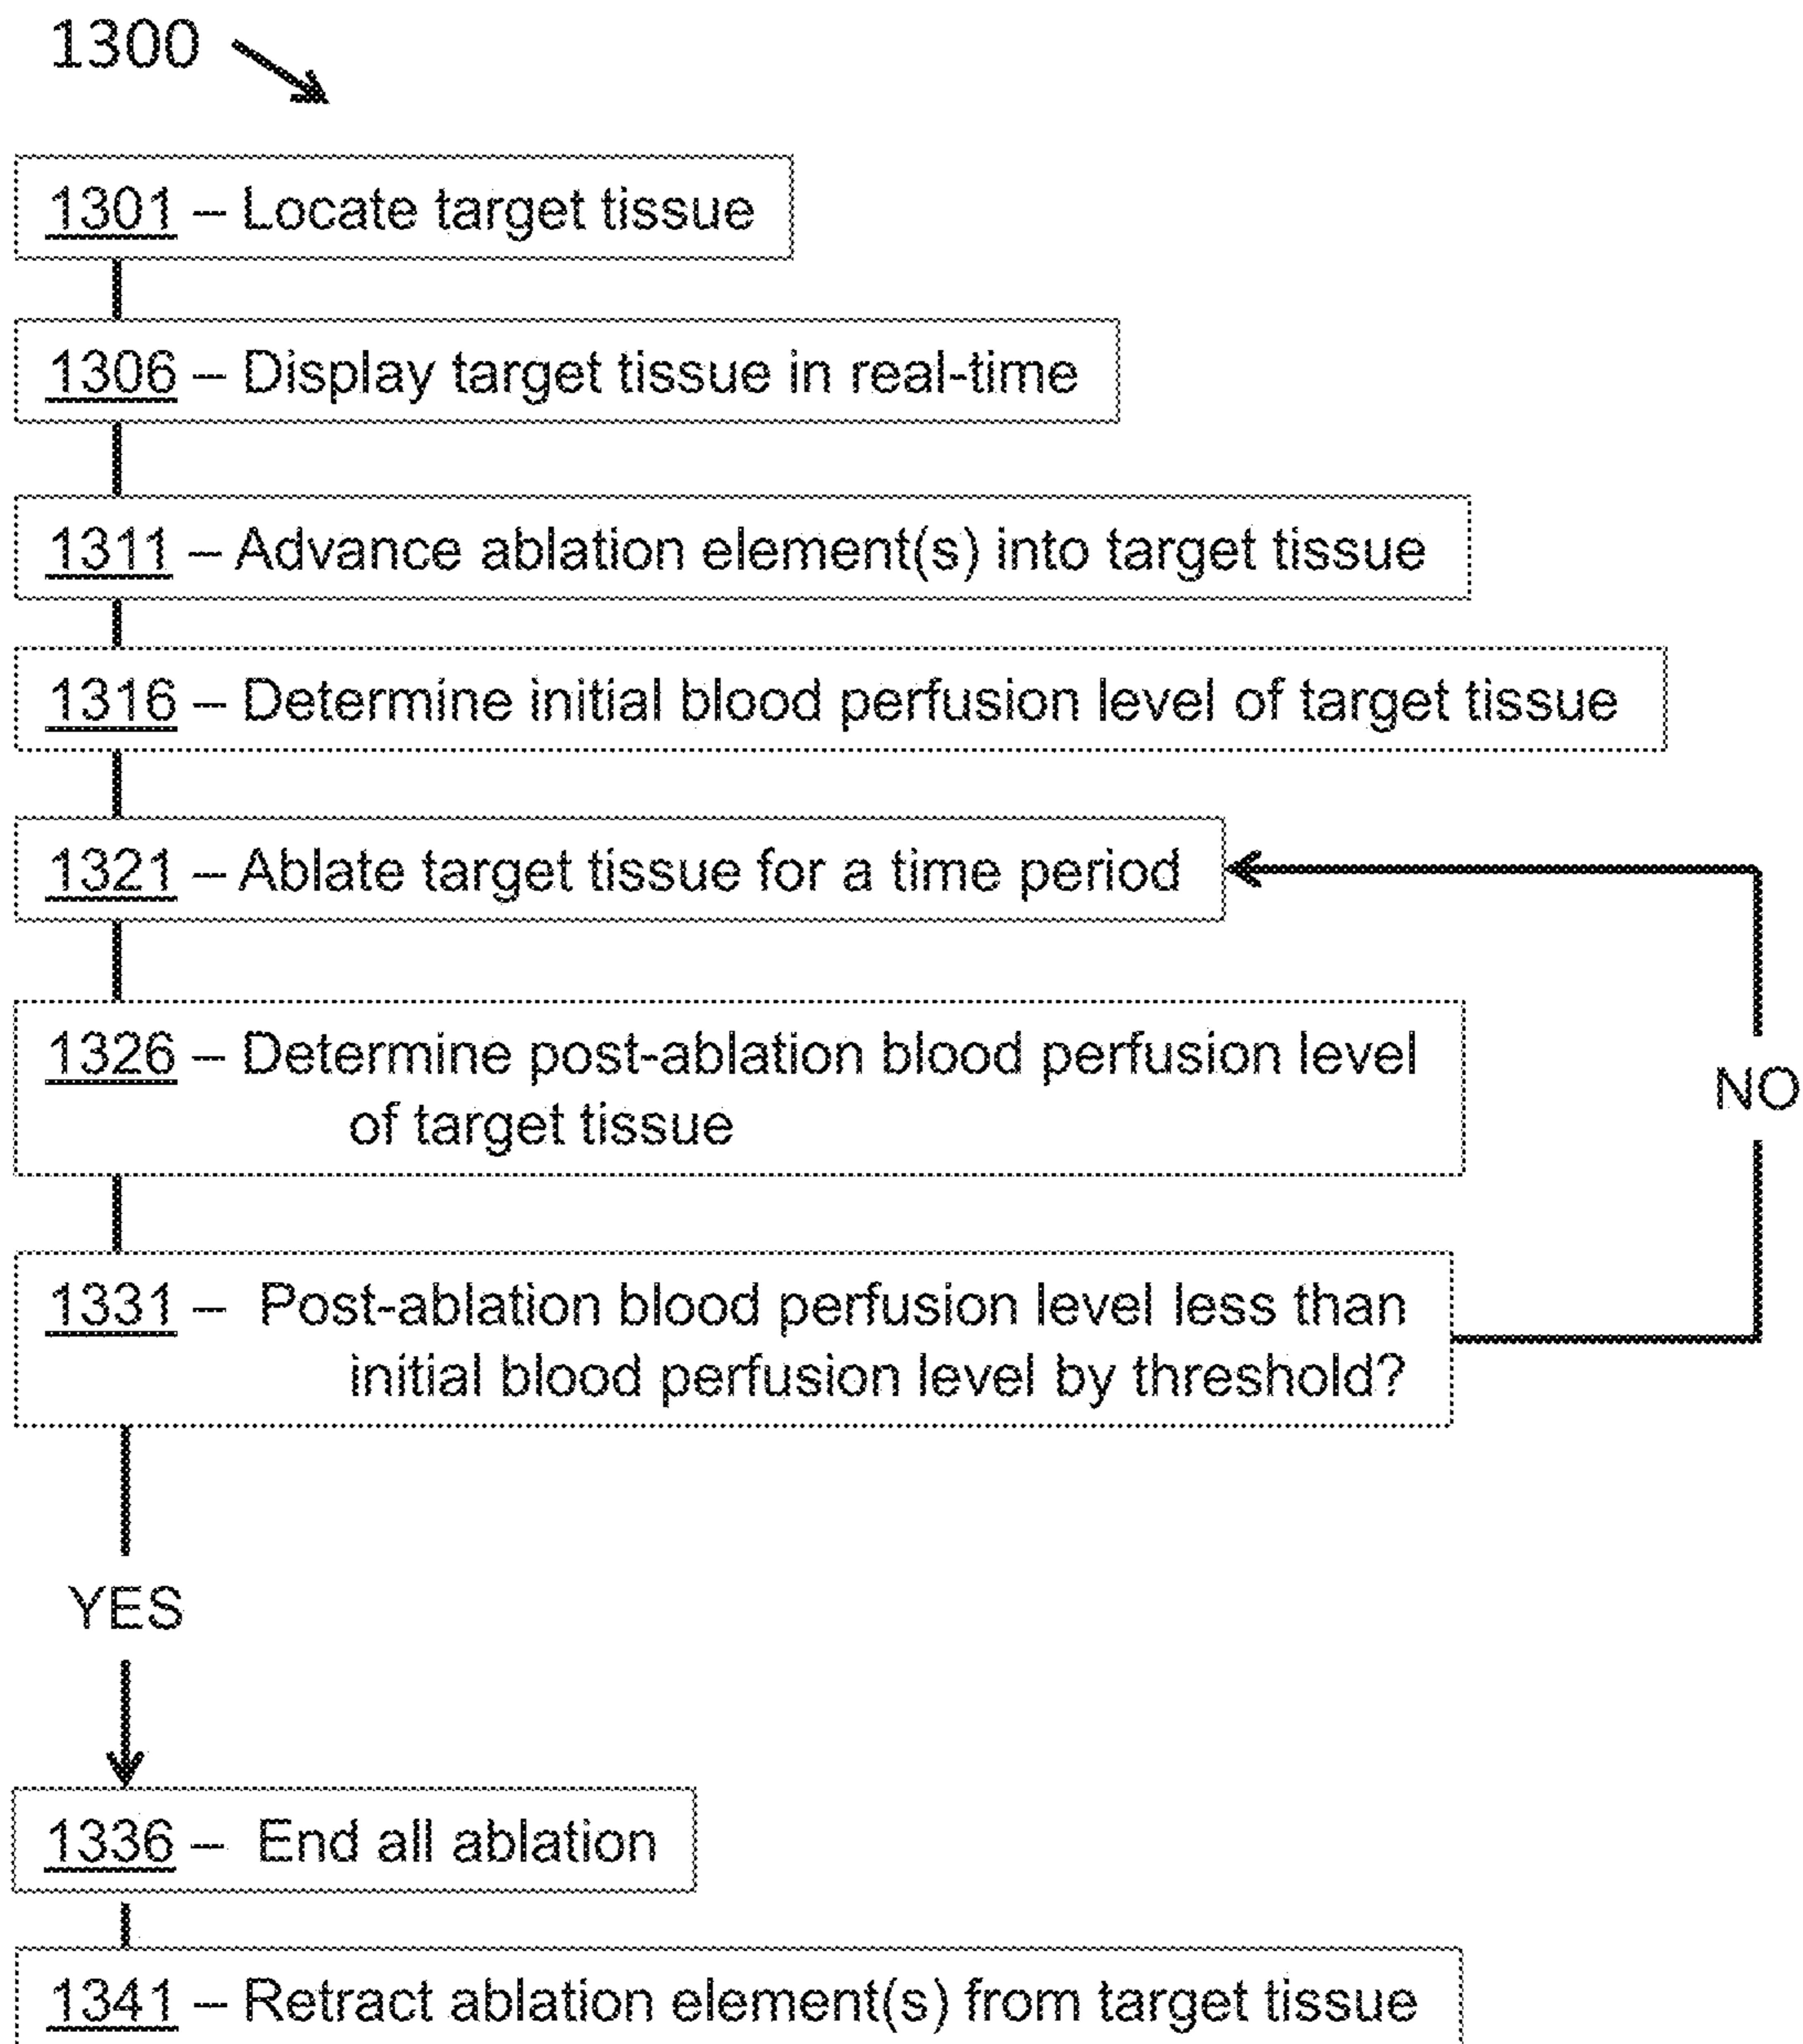 1300
1301 – Locate target tissue
1306 – Display target tissue in real-time
1311 – Advance ablation element(s) into target tissue
1316 – Determine initial blood perfusion level of target tissue
1321 – Ablate target tissue for a time period
1326 – Determine post-ablation blood perfusion level
of target tissue
NO
1331 – Post-ablation blood perfusion level less than
initial blood perfusion level by threshold?
YES
1336 – End all ablation
1341 – Retract ablation element(s) from target tissue